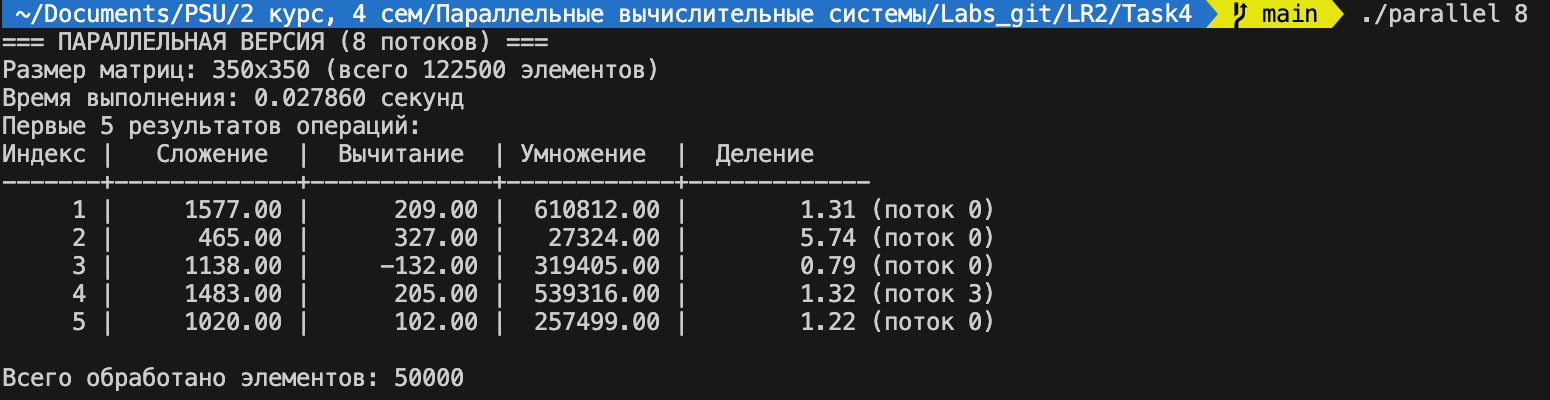 ~/Documents/PSU/2 курс, 4 сем/Параллельные вычислительные системы/Labs_git/LR2/Task4 main ./parallel 8
=== ПАРАЛЛЕЛЬНАЯ ВЕРСИЯ (8 потоков) ===
Размер матриц: 350x350 (всего 122500 элементов)
Время выполнения: 0.027860 секунд
Первые 5 результатов операций:
Индекс |   Сложение  |  Вычитание  | Умножение  |  Деление
-------+-------------+-------------+------------+-------------
     1 |     1577.00 |      209.00 |  610812.00 |        1.31 (поток 0)
     2 |      465.00 |      327.00 |   27324.00 |        5.74 (поток 0)
     3 |     1138.00 |     -132.00 |  319405.00 |        0.79 (поток 0)
     4 |     1483.00 |      205.00 |  539316.00 |        1.32 (поток 3)
     5 |     1020.00 |      102.00 |  257499.00 |        1.22 (поток 0)
Всего обработано элементов: 50000